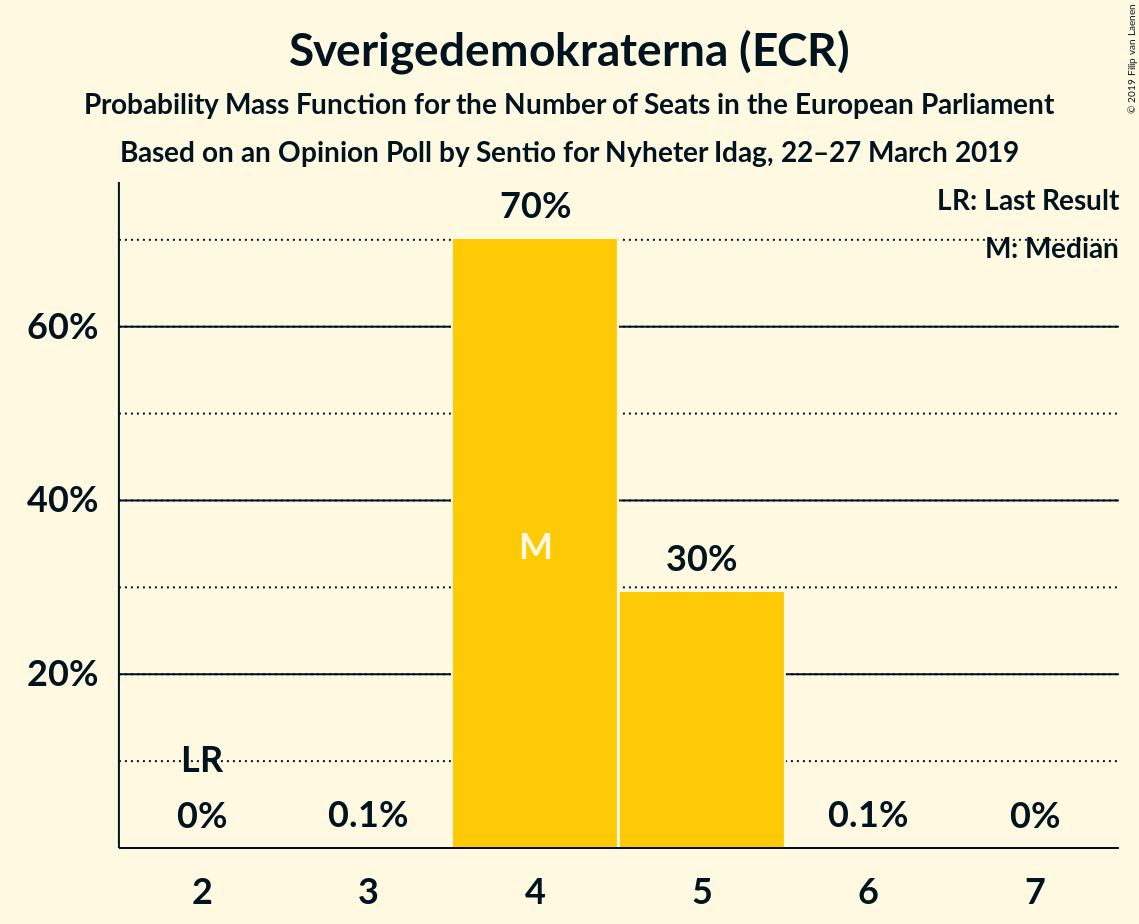 Sverigedemokraterna (ECR)
Probability Mass Function for the Number of Seats in the European Parliament
Based on an Opinion Poll by Sentio for Nyheter Idag, 22–27 March 2019
© 2019 Filip van Laenen
LR: Last Result
M: Median
70%
60%
40%
M
30%
20%
LR
0%
0.1%
0.1%
0%
2
3
4
5
6
7